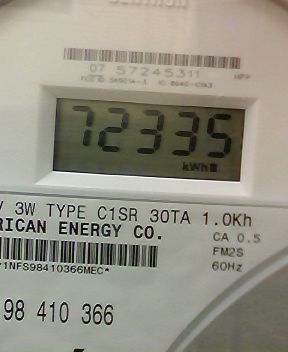 07 57245311
72335
kWh
V 3W TYPE C1SR 30TA 1.0Kh
RICAN ENERGY CO.
CA 0.5
FM2S
60Hz
1NFS98410366MEC*
98 410 366